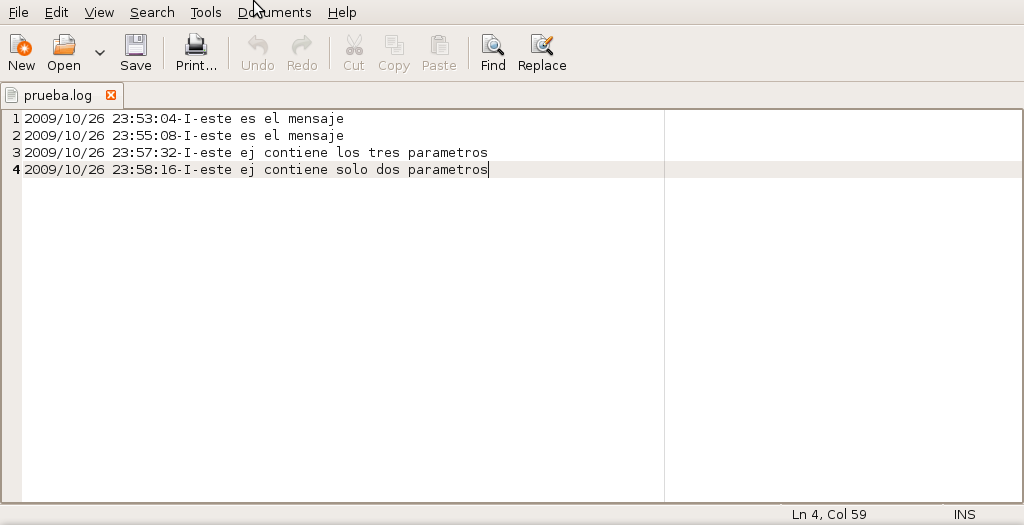 File Edit View Search Tools Documents Help
New Open Save Print... Undo Redo Cut Copy Paste Find Replace
prueba.log
1 2009/10/26 23:53:04-I-este es el mensaje
2 2009/10/26 23:55:08-I-este es el mensaje
3 2009/10/26 23:57:32-I-este ej contiene los tres parametros
4 2009/10/26 23:58:16-I-este ej contiene solo dos parametros
Ln 4, Col 59 INS